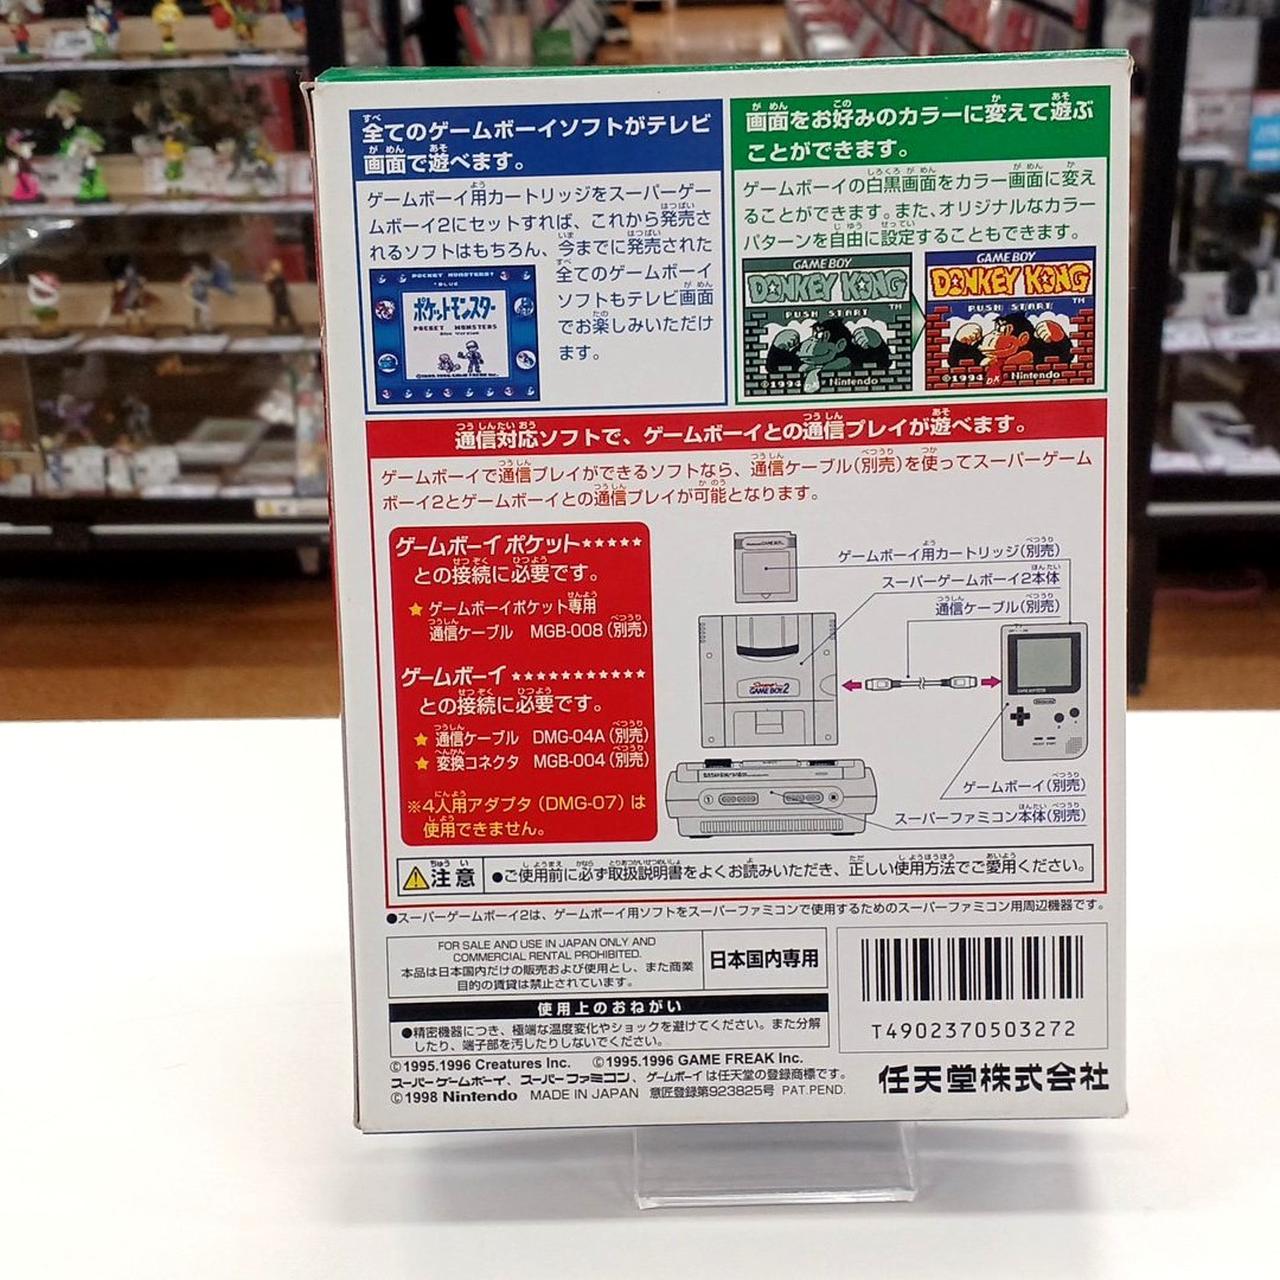 全てのゲームボーイソフトがテレビ
画面で遊べます。
ゲームボーイ用カートリッジをスーパーゲー
ムボーイ2にセットすれば、これから発売さ
れるソフトはもちろん、今までに発売された
全てのゲームボーイ
ソフトもテレビ画面
でお楽しみいただけ
ます。
POCKET MONSTERS
BLUE
ポケットモンスター
POCKET MONSTERS
画面をお好みのカラーに変えて遊ぶ
ことができます。
ゲームボーイの白黒画面をカラー画面に変え
ることができます。また、オリジナルなカラー
パターンを自由に設定することもできます。
GAME BOY
DONKEY KONG
TM
PUSH START
©1994 Nintendo
GAME BOY
DONKEY KONG
TM
PUSH START
DK
©1994 Nintendo
通信対応ソフトで、ゲームボーイとの通信プレイが遊べます。
ゲームボーイで通信プレイができるソフトなら、通信ケーブル(別売)を使ってスーパーゲーム
ボーイ2とゲームボーイとの通信プレイが可能となります。
ゲームボーイポケット★★★★★
との接続に必要です。
★ゲームボーイポケット専用
通信ケーブル MGB-008(別売)
ゲームボーイ★★★★★★★★★★★
との接続に必要です。
★通信ケーブル DMG-04A(別売)
★変換コネクタ MGB-004(別売)
※4人用アダプタ(DMG-07)は
使用できません。
ゲームボーイ用カートリッジ(別売)
スーパーゲームボーイ2本体
通信ケーブル(別売)
Super
GAME BOY 2
ゲームボーイ(別売)
スーパーファミコン本体(別売)
注意
●ご使用前に必ず取扱説明書をよくお読みいただき、正しい使用方法でご愛用ください。
●スーパーゲームボーイ2は、ゲームボーイ用ソフトをスーパーファミコンで使用するためのスーパーファミコン用周辺機器です。
FOR SALE AND USE IN JAPAN ONLY AND
COMMERCIAL RENTAL PROHIBITED.
本品は日本国内だけの販売および使用とし、また商業
目的の賃貸は禁止されています。
日本国内専用
使用上のおねがい
●精密機器につき、極端な温度変化やショックを避けてください。また分解
したり、端子部を汚したりしないでください。
T4902370503272
©1995.1996 Creatures Inc. ©1995.1996 GAME FREAK Inc.
スーパーゲームボーイ、スーパーファミコン、ゲームボーイは任天堂の登録商標です。
©1998 Nintendo MADE IN JAPAN 意匠登録第923825号 PAT.PEND.
任天堂株式会社